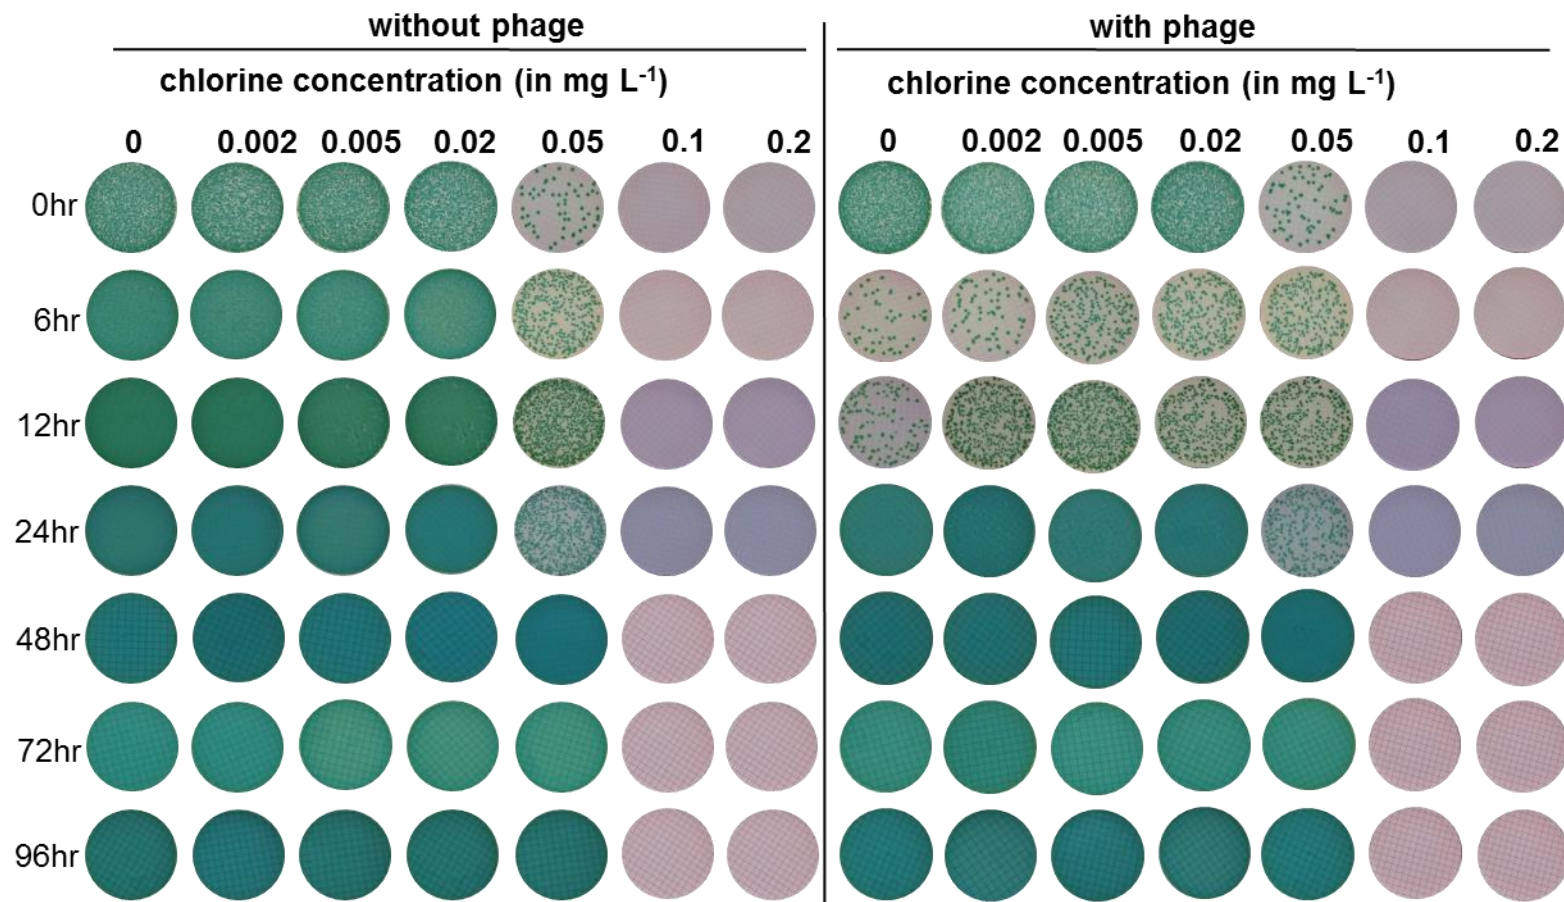 without phage
with phage
chlorine concentration (in mg L-1)
chlorine concentration (in mg L-1)
0 0.002 0.005 0.02 0.05 0.1 0.2
0 0.002 0.005 0.02 0.05 0.1 0.2
0hr
6hr
12hr
24hr
48hr
72hr
96hr